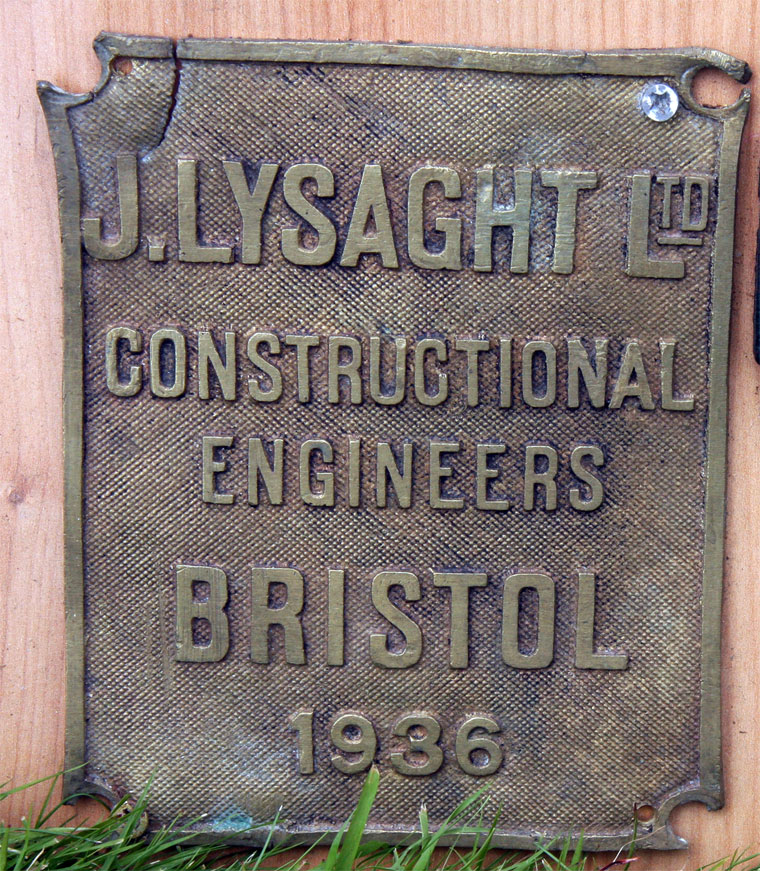 J. LYSAGHT LTD
CONSTRUCTIONAL
ENGINEERS
BRISTOL
1936